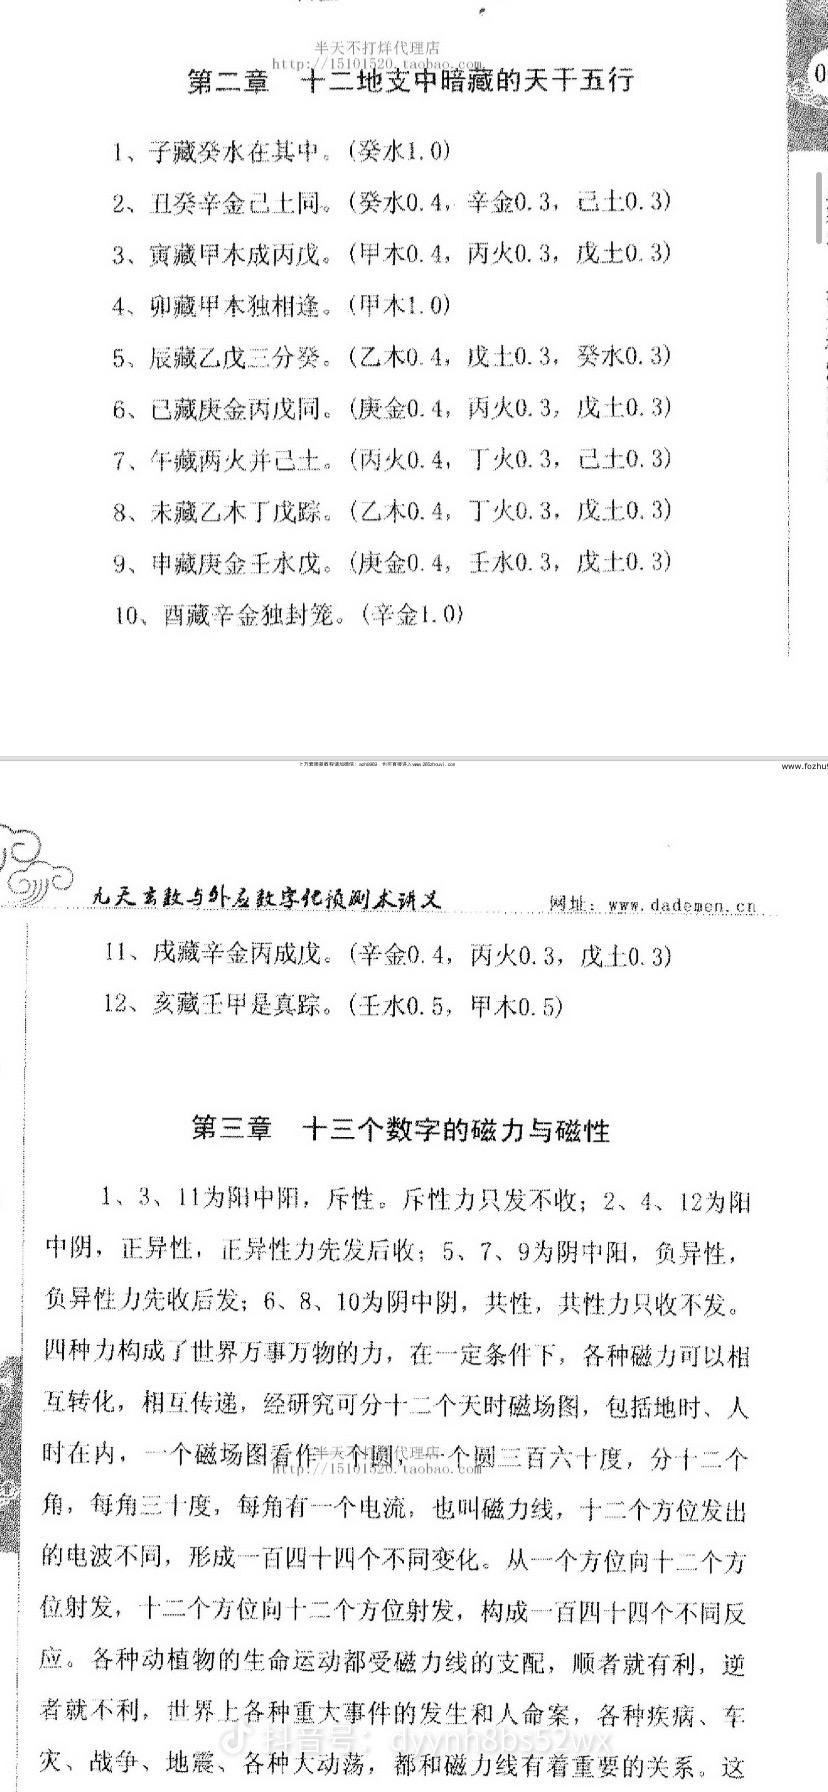 半天不打烊代理店
http://15101520.taobao.com
第二章 十二地支中暗藏的天干五行
1、子藏癸水在其中。(癸水1.0)
2、丑癸辛金己土同。(癸水0.4，辛金0.3，己土0.3)
3、寅藏甲木成丙戊。(甲木0.4，丙火0.3，戊土0.3)
4、卯藏甲木独相逢。(甲木1.0)
5、辰藏乙戊三分癸。(乙木0.4，戊土0.3，癸水0.3)
6、巳藏庚金丙戊同。(庚金0.4，丙火0.3，戊土0.3)
7、午藏两火并己土。(丙火0.4，丁火0.3，己土0.3)
8、未藏乙木丁戊踪。(乙木0.4，丁火0.3，戊土0.3)
9、申藏庚金壬水戊。(庚金0.4，壬水0.3，戊土0.3)
10、酉藏辛金独封笼。(辛金1.0)
www.fozhu
九天玄数与外应数字化预测术讲义
网址：www.dademen.cn
11、戌藏辛金丙成戊。(辛金0.4，丙火0.3，戊土0.3)
12、亥藏壬甲是真踪。(壬水0.5，甲木0.5)
第三章 十三个数字的磁力与磁性
1、3、11为阳中阳，斥性。斥性力只发不收；2、4、12为阳
中阴，正异性，正异性力先发后收；5、7、9为阴中阳，负异性，
负异性力先收后发；6、8、10为阴中阴，共性，共性力只收不发。
四种力构成了世界万事万物的力，在一定条件下，各种磁力可以相
互转化，相互传递，经研究可分十二个天时磁场图，包括地时、人
时在内，一个磁场图看作一个圆，一个圆三百六十度，分十二个
半天不打烊代理店
http://15101520.taobao.com
角，每角三十度，每角有一个电流，也叫磁力线，十二个方位发出
的电波不同，形成一百四十四个不同变化。从一个方位向十二个方
位射发，十二个方位向十二个方位射发，构成一百四十四个不同反
应。各种动植物的生命运动都受磁力线的支配，顺者就有利，逆
者就不利，世界上各种重大事件的发生和人命案，各种疾病、车
抖音号：dyynh8bs52wx
灾、战争、地震、各种大动荡，都和磁力线有着重要的关系。这